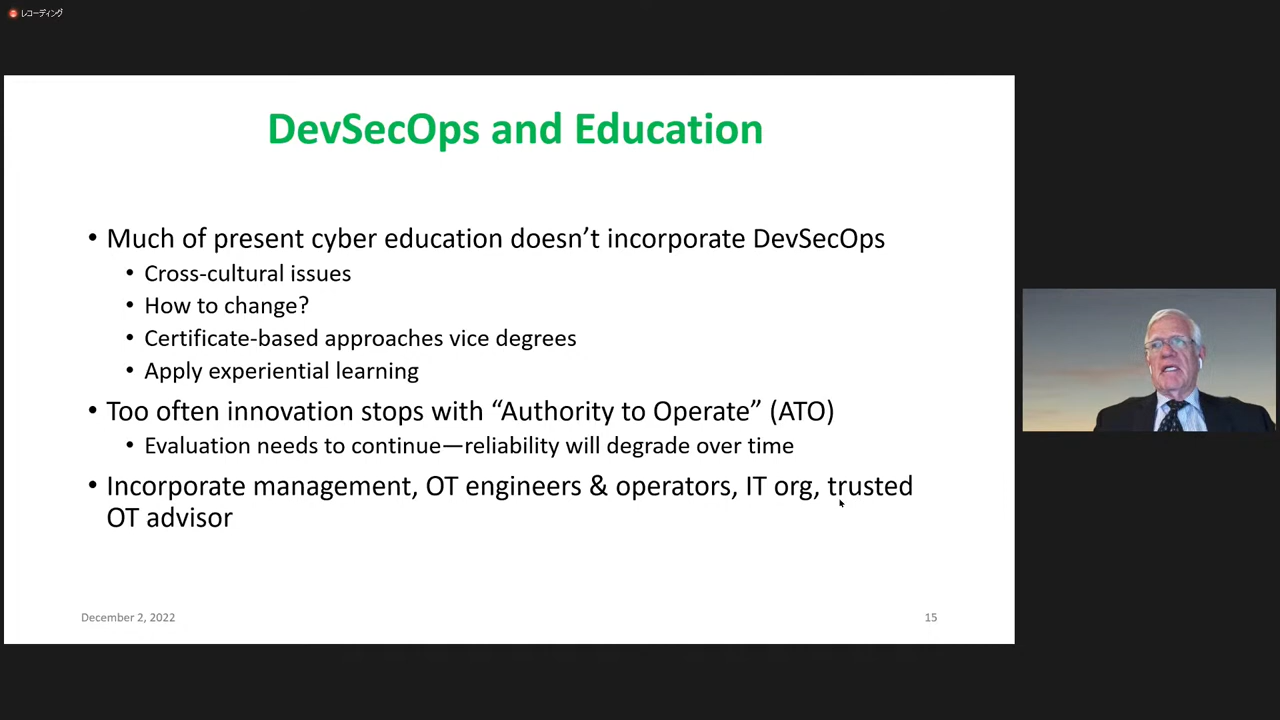 レコーディング
DevSecOps and Education
• Much of present cyber education doesn’t incorporate DevSecOps
• Cross-cultural issues
• How to change?
• Certificate-based approaches vice degrees
• Apply experiential learning
• Too often innovation stops with “Authority to Operate” (ATO)
• Evaluation needs to continue—reliability will degrade over time
• Incorporate management, OT engineers & operators, IT org, trusted
OT advisor
December 2, 2022
15